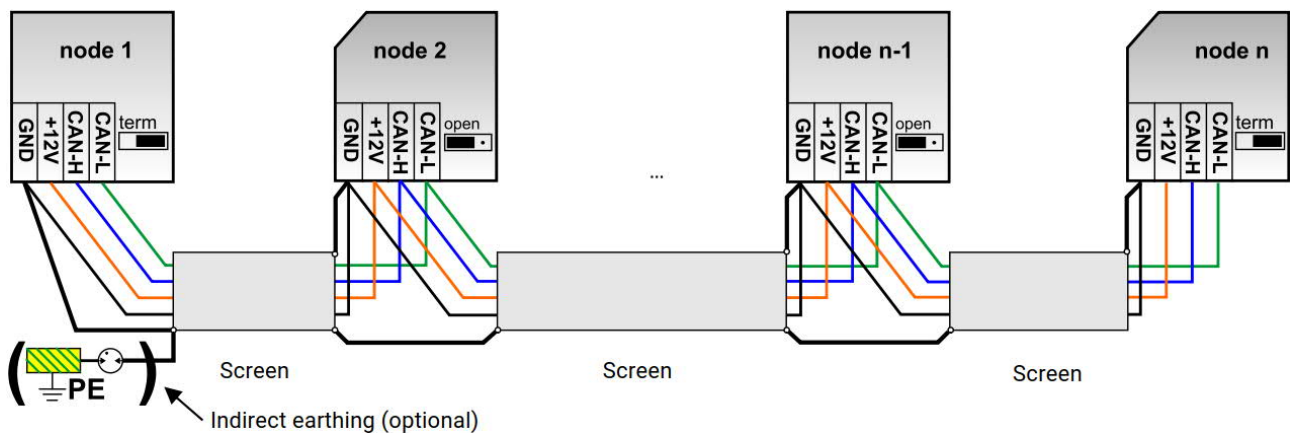 node 1
node 2
node n-1
node n
GND
+12V
CAN-H
CAN-L
term
GND
+12V
CAN-H
CAN-L
open
...
GND
+12V
CAN-H
CAN-L
open
GND
+12V
CAN-H
CAN-L
term
Screen
Screen
Screen
( PE )
Indirect earthing (optional)